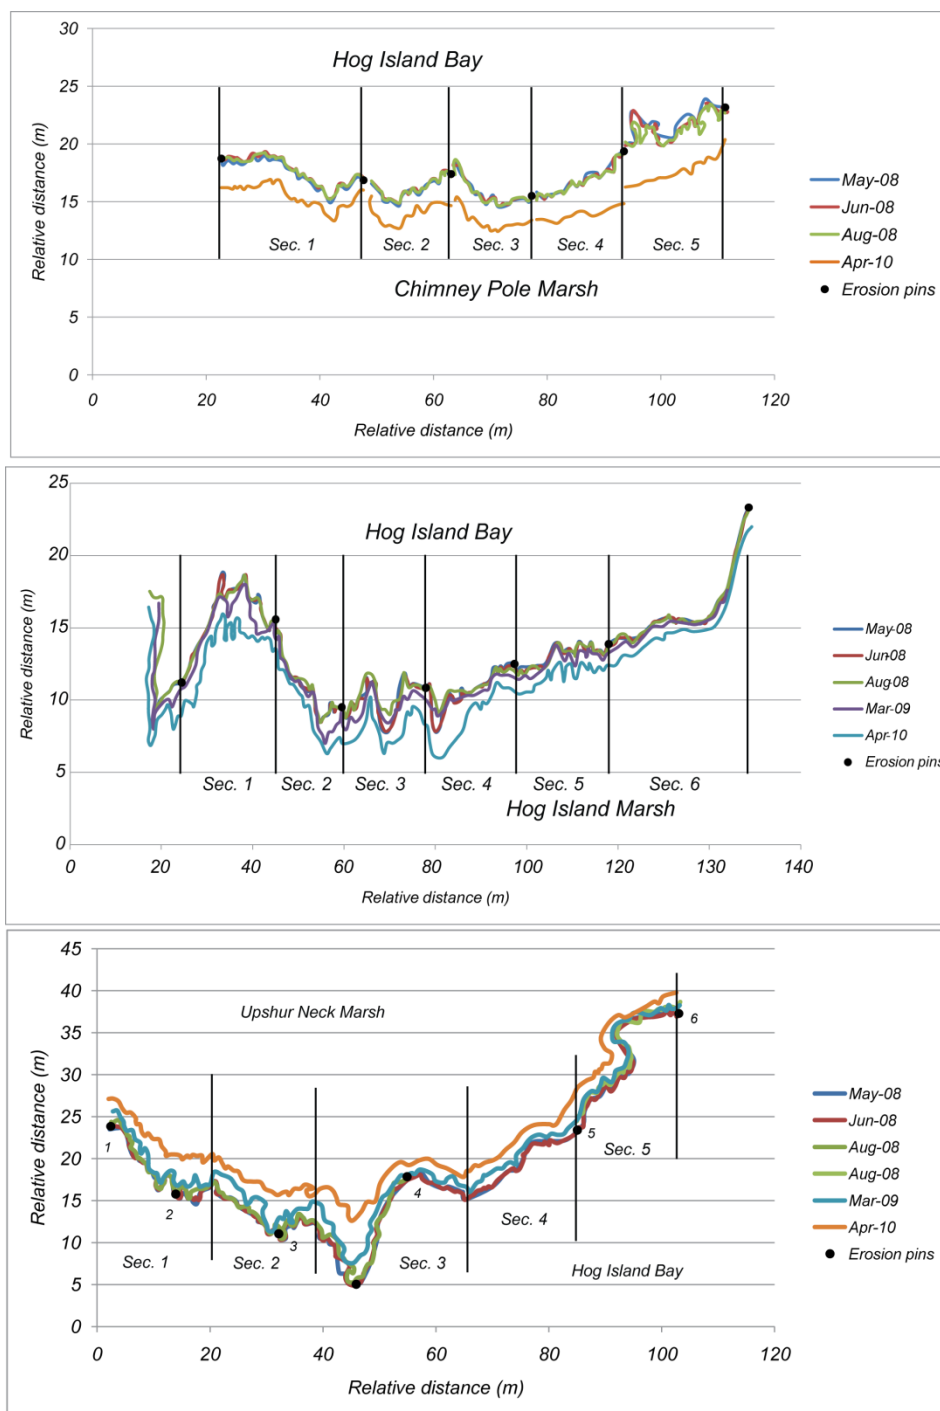 30
25
20
15
10
5
0
Relative distance (m)
Hog Island Bay
Sec. 1
Sec. 2
Sec. 3
Sec. 4
Sec. 5
Chimney Pole Marsh
0 20 40 60 80 100 120
Relative distance (m)
May-08
Jun-08
Aug-08
Apr-10
Erosion pins
25
20
15
10
5
0
Relative distance (m)
Hog Island Bay
Sec. 1
Sec. 2
Sec. 3
Sec. 4
Sec. 5
Sec. 6
Hog Island Marsh
0 20 40 60 80 100 120 130 140
Relative distance (m)
May-08
Jun-08
Aug-08
Mar-09
Apr-10
Erosion pins
45
40
35
30
25
20
15
10
5
0
Relative distance (m)
Upshur Neck Marsh
1
2
3
4
5
6
Sec. 1
Sec. 2
Sec. 3
Sec. 4
Sec. 5
Hog Island Bay
0 20 40 60 80 100 120
Relative distance (m)
May-08
Jun-08
Aug-08
Aug-08
Mar-09
Apr-10
Erosion pins